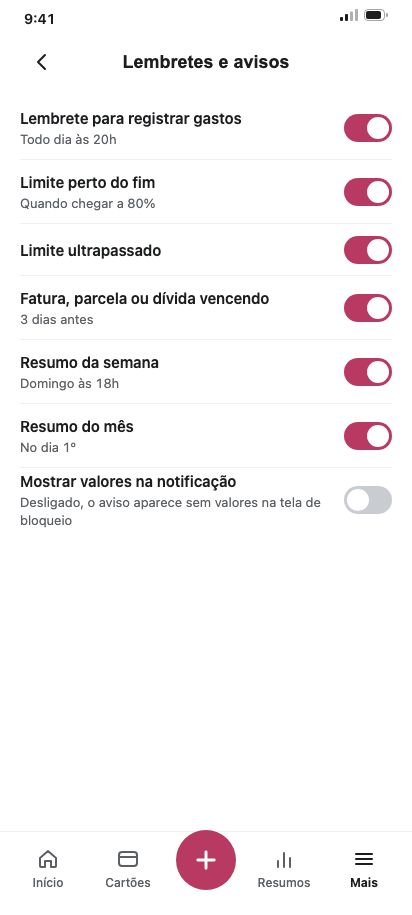 9:41
Lembretes e avisos
Lembrete para registrar gastos
Todo dia às 20h
Limite perto do fim
Quando chegar a 80%
Limite ultrapassado
Fatura, parcela ou dívida vencendo
3 dias antes
Resumo da semana
Domingo às 18h
Resumo do mês
No dia 1º
Mostrar valores na notificação
Desligado, o aviso aparece sem valores na tela de
bloqueio
Início
Cartões
Resumos
Mais